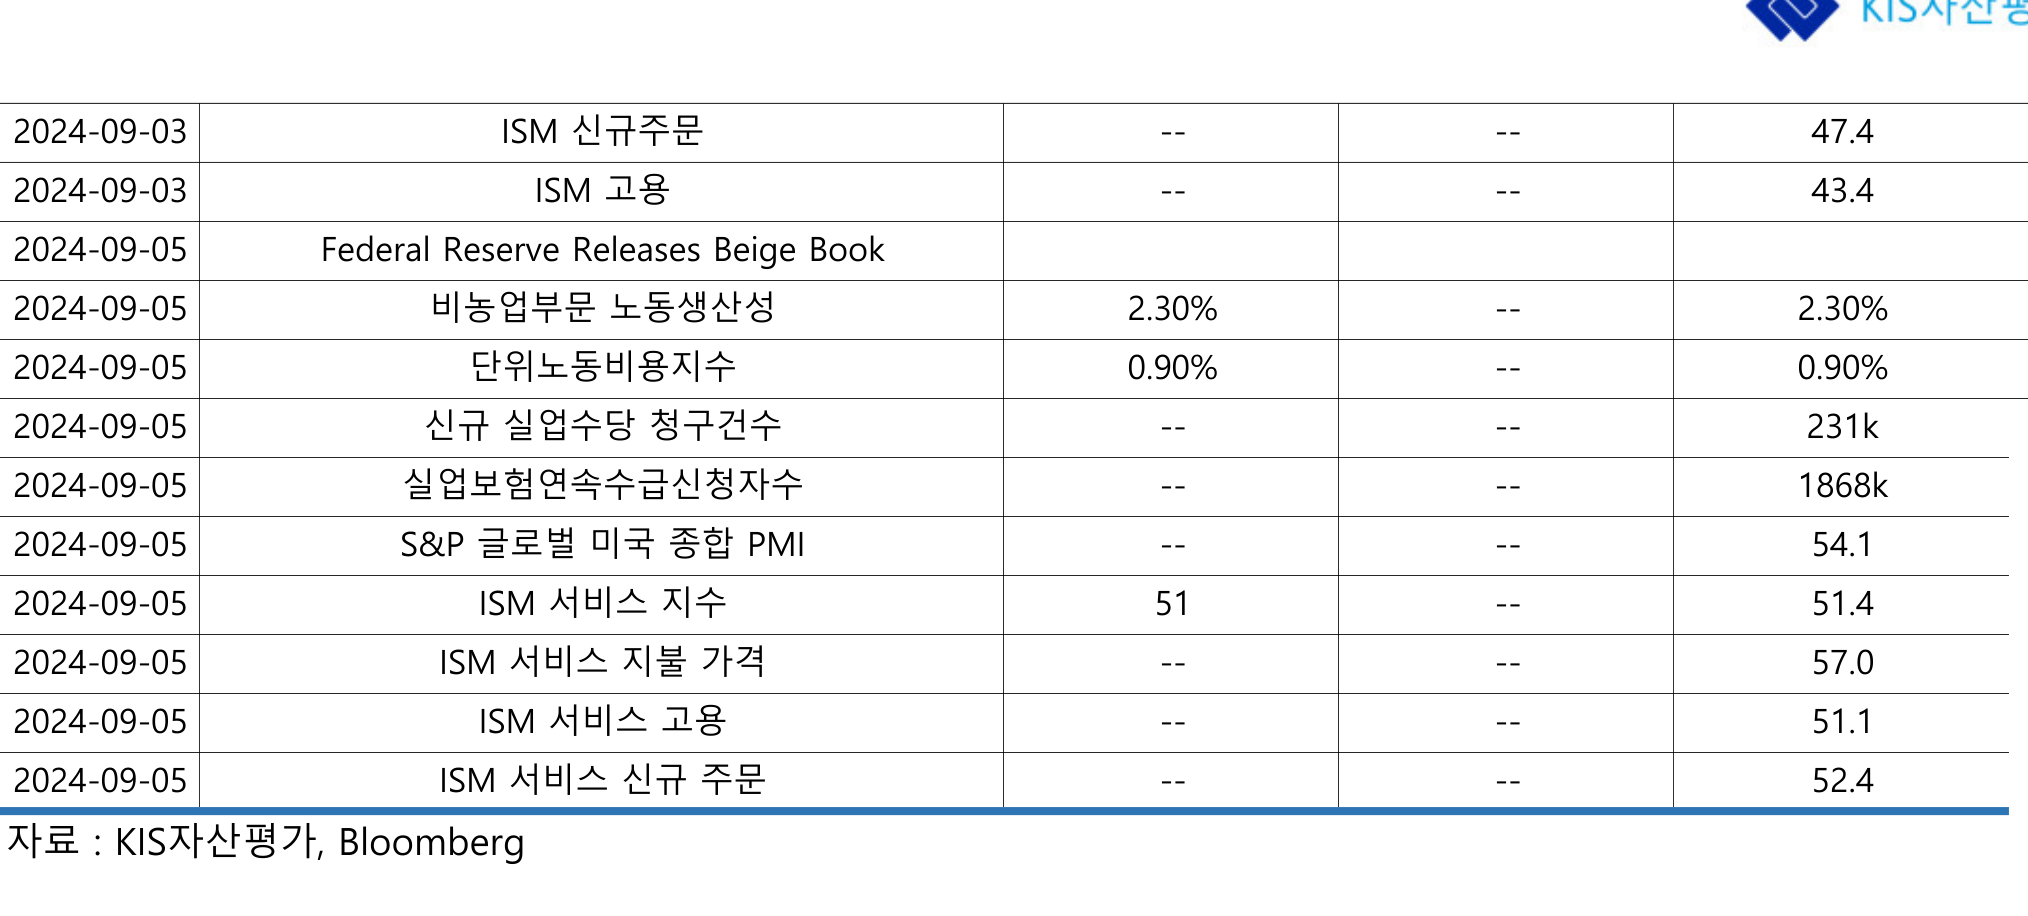 KIS자산평
2024-09-03 ISM 신규주문 -- -- 47.4
2024-09-03 ISM 고용 -- -- 43.4
2024-09-05 Federal Reserve Releases Beige Book
2024-09-05 비농업부문 노동생산성 2.30% -- 2.30%
2024-09-05 단위노동비용지수 0.90% -- 0.90%
2024-09-05 신규 실업수당 청구건수 -- -- 231k
2024-09-05 실업보험연속수급신청자수 -- -- 1868k
2024-09-05 S&P 글로벌 미국 종합 PMI -- -- 54.1
2024-09-05 ISM 서비스 지수 51 -- 51.4
2024-09-05 ISM 서비스 지불 가격 -- -- 57.0
2024-09-05 ISM 서비스 고용 -- -- 51.1
2024-09-05 ISM 서비스 신규 주문 -- -- 52.4
자료 : KIS자산평가, Bloomberg